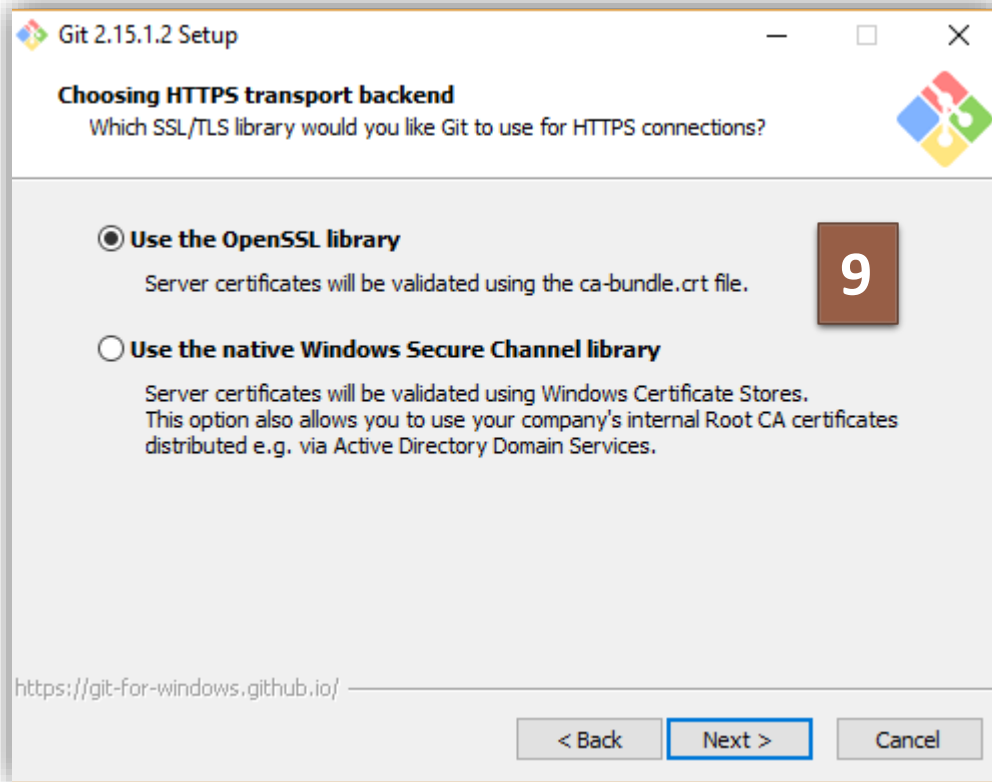 Git 2.15.1.2 Setup
Choosing HTTPS transport backend
Which SSL/TLS library would you like Git to use for HTTPS connections?
Use the OpenSSL library
Server certificates will be validated using the ca-bundle.crt file.
9
Use the native Windows Secure Channel library
Server certificates will be validated using Windows Certificate Stores.
This option also allows you to use your company's internal Root CA certificates
distributed e.g. via Active Directory Domain Services.
https://git-for-windows.github.io/
< Back Next > Cancel